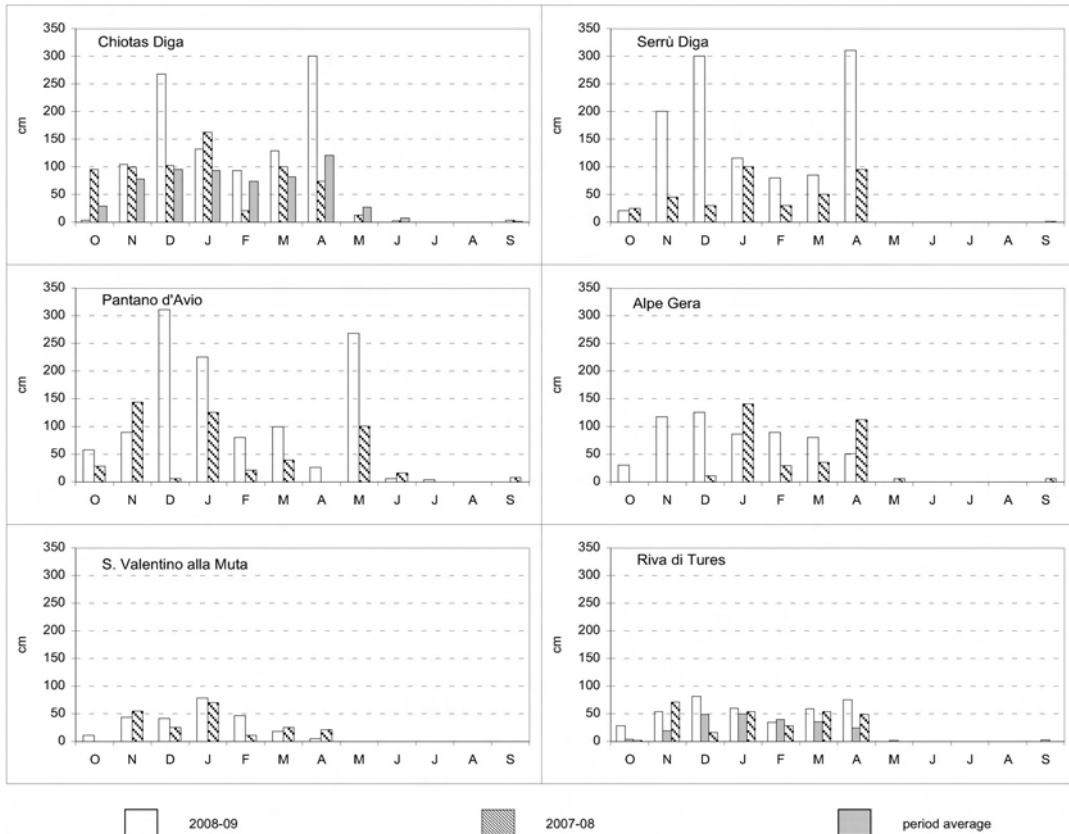 Chiotas Diga
350
300
250
200
150
100
50
0
cm
O N D J F M A M J J A S
Serrù Diga
350
300
250
200
150
100
50
0
cm
O N D J F M A M J J A S
Pantano d'Avio
350
300
250
200
150
100
50
0
cm
O N D J F M A M J J A S
Alpe Gera
350
300
250
200
150
100
50
0
cm
O N D J F M A M J J A S
S. Valentino alla Muta
350
300
250
200
150
100
50
0
cm
O N D J F M A M J J A S
Riva di Tures
350
300
250
200
150
100
50
0
cm
O N D J F M A M J J A S
2008-09 2007-08 period average